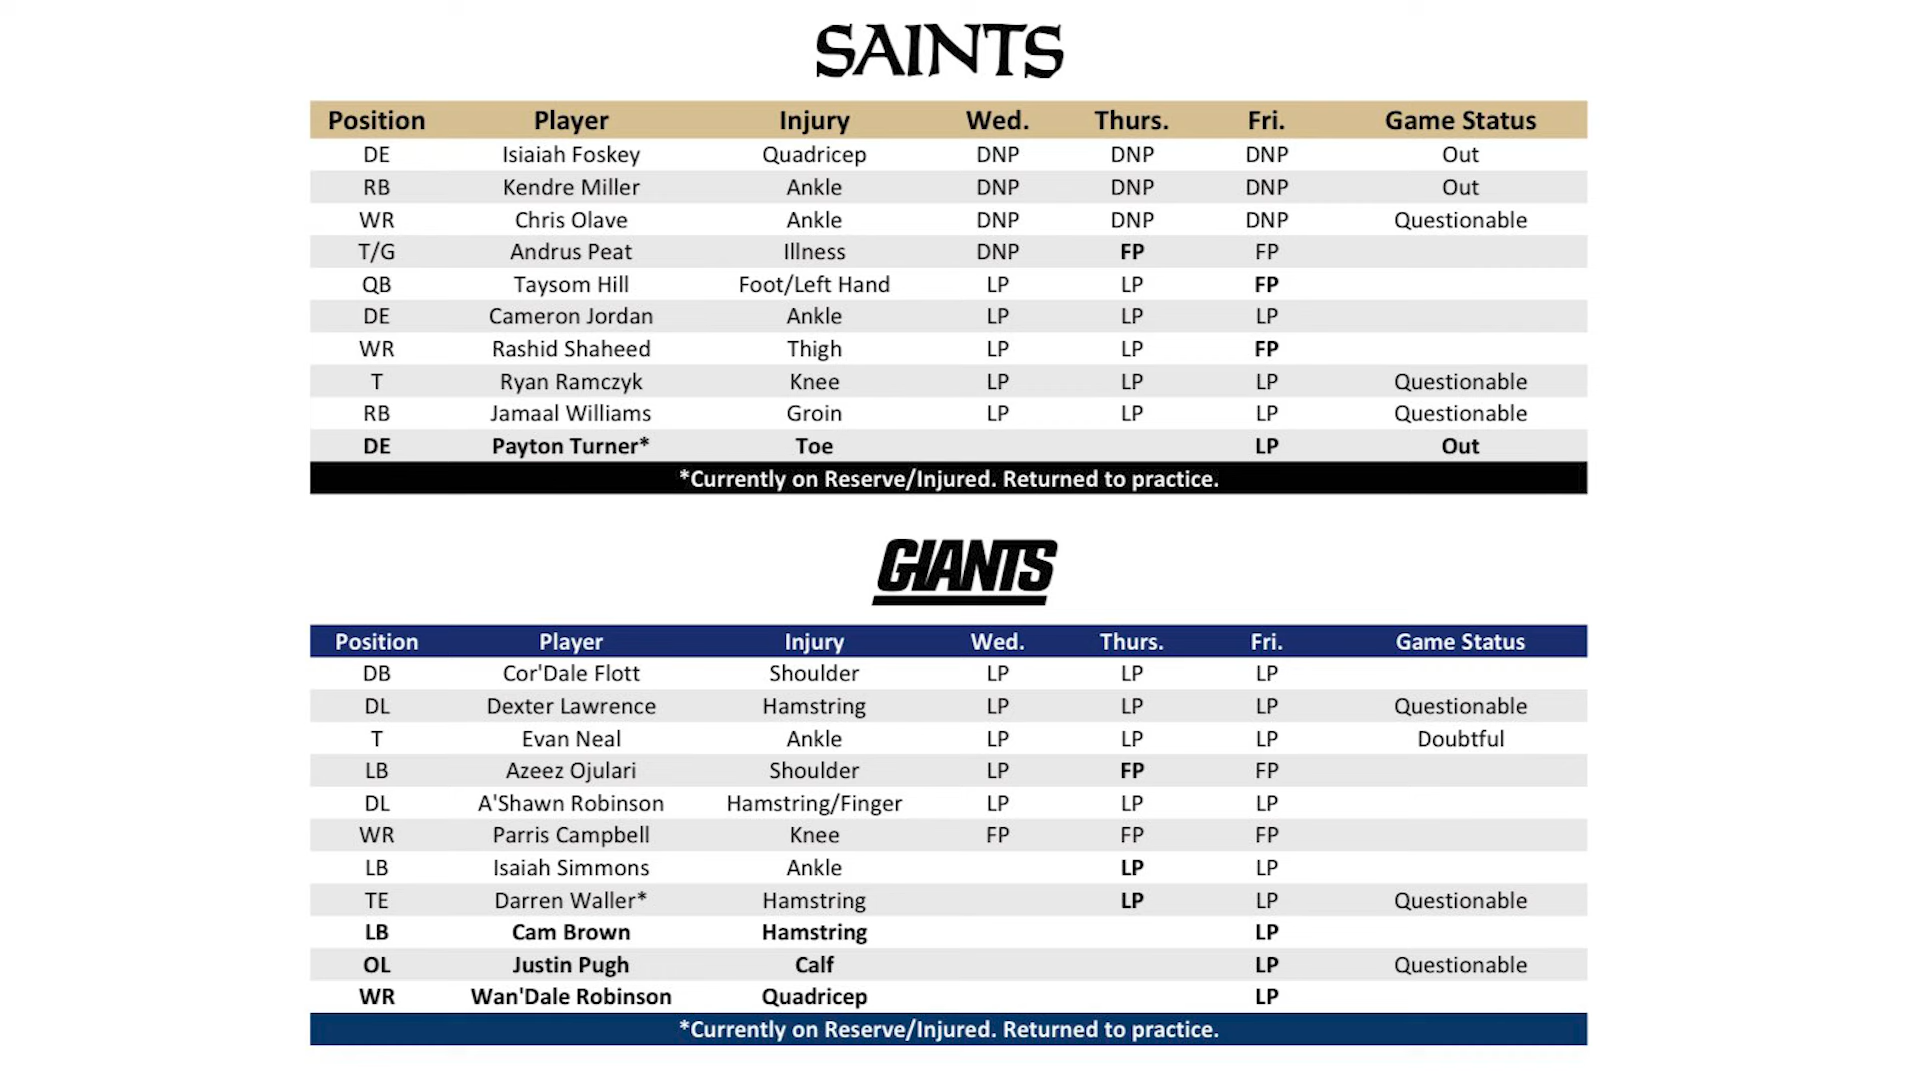 SAINTS
Position Player Injury Wed. Thurs. Fri. Game Status
DE Isiaiah Foskey Quadricep DNP DNP DNP Out
RB Kendre Miller Ankle DNP DNP DNP Out
WR Chris Olave Ankle DNP DNP DNP Questionable
T/G Andrus Peat Illness DNP FP FP
QB Taysom Hill Foot/Left Hand LP LP FP
DE Cameron Jordan Ankle LP LP LP
WR Rashid Shaheed Thigh LP LP FP
T Ryan Ramczyk Knee LP LP LP Questionable
RB Jamaal Williams Groin LP LP LP Questionable
DE Payton Turner* Toe LP Out
*Currently on Reserve/Injured. Returned to practice.
GIANTS
Position Player Injury Wed. Thurs. Fri. Game Status
DB Cor'Dale Flott Shoulder LP LP LP
DL Dexter Lawrence Hamstring LP LP LP Questionable
T Evan Neal Ankle LP LP LP Doubtful
LB Azeez Ojulari Shoulder LP FP FP
DL A'Shawn Robinson Hamstring/Finger LP LP LP
WR Parris Campbell Knee FP FP FP
LB Isaiah Simmons Ankle LP LP
TE Darren Waller* Hamstring LP LP Questionable
LB Cam Brown Hamstring LP
OL Justin Pugh Calf LP Questionable
WR Wan'Dale Robinson Quadricep LP
*Currently on Reserve/Injured. Returned to practice.